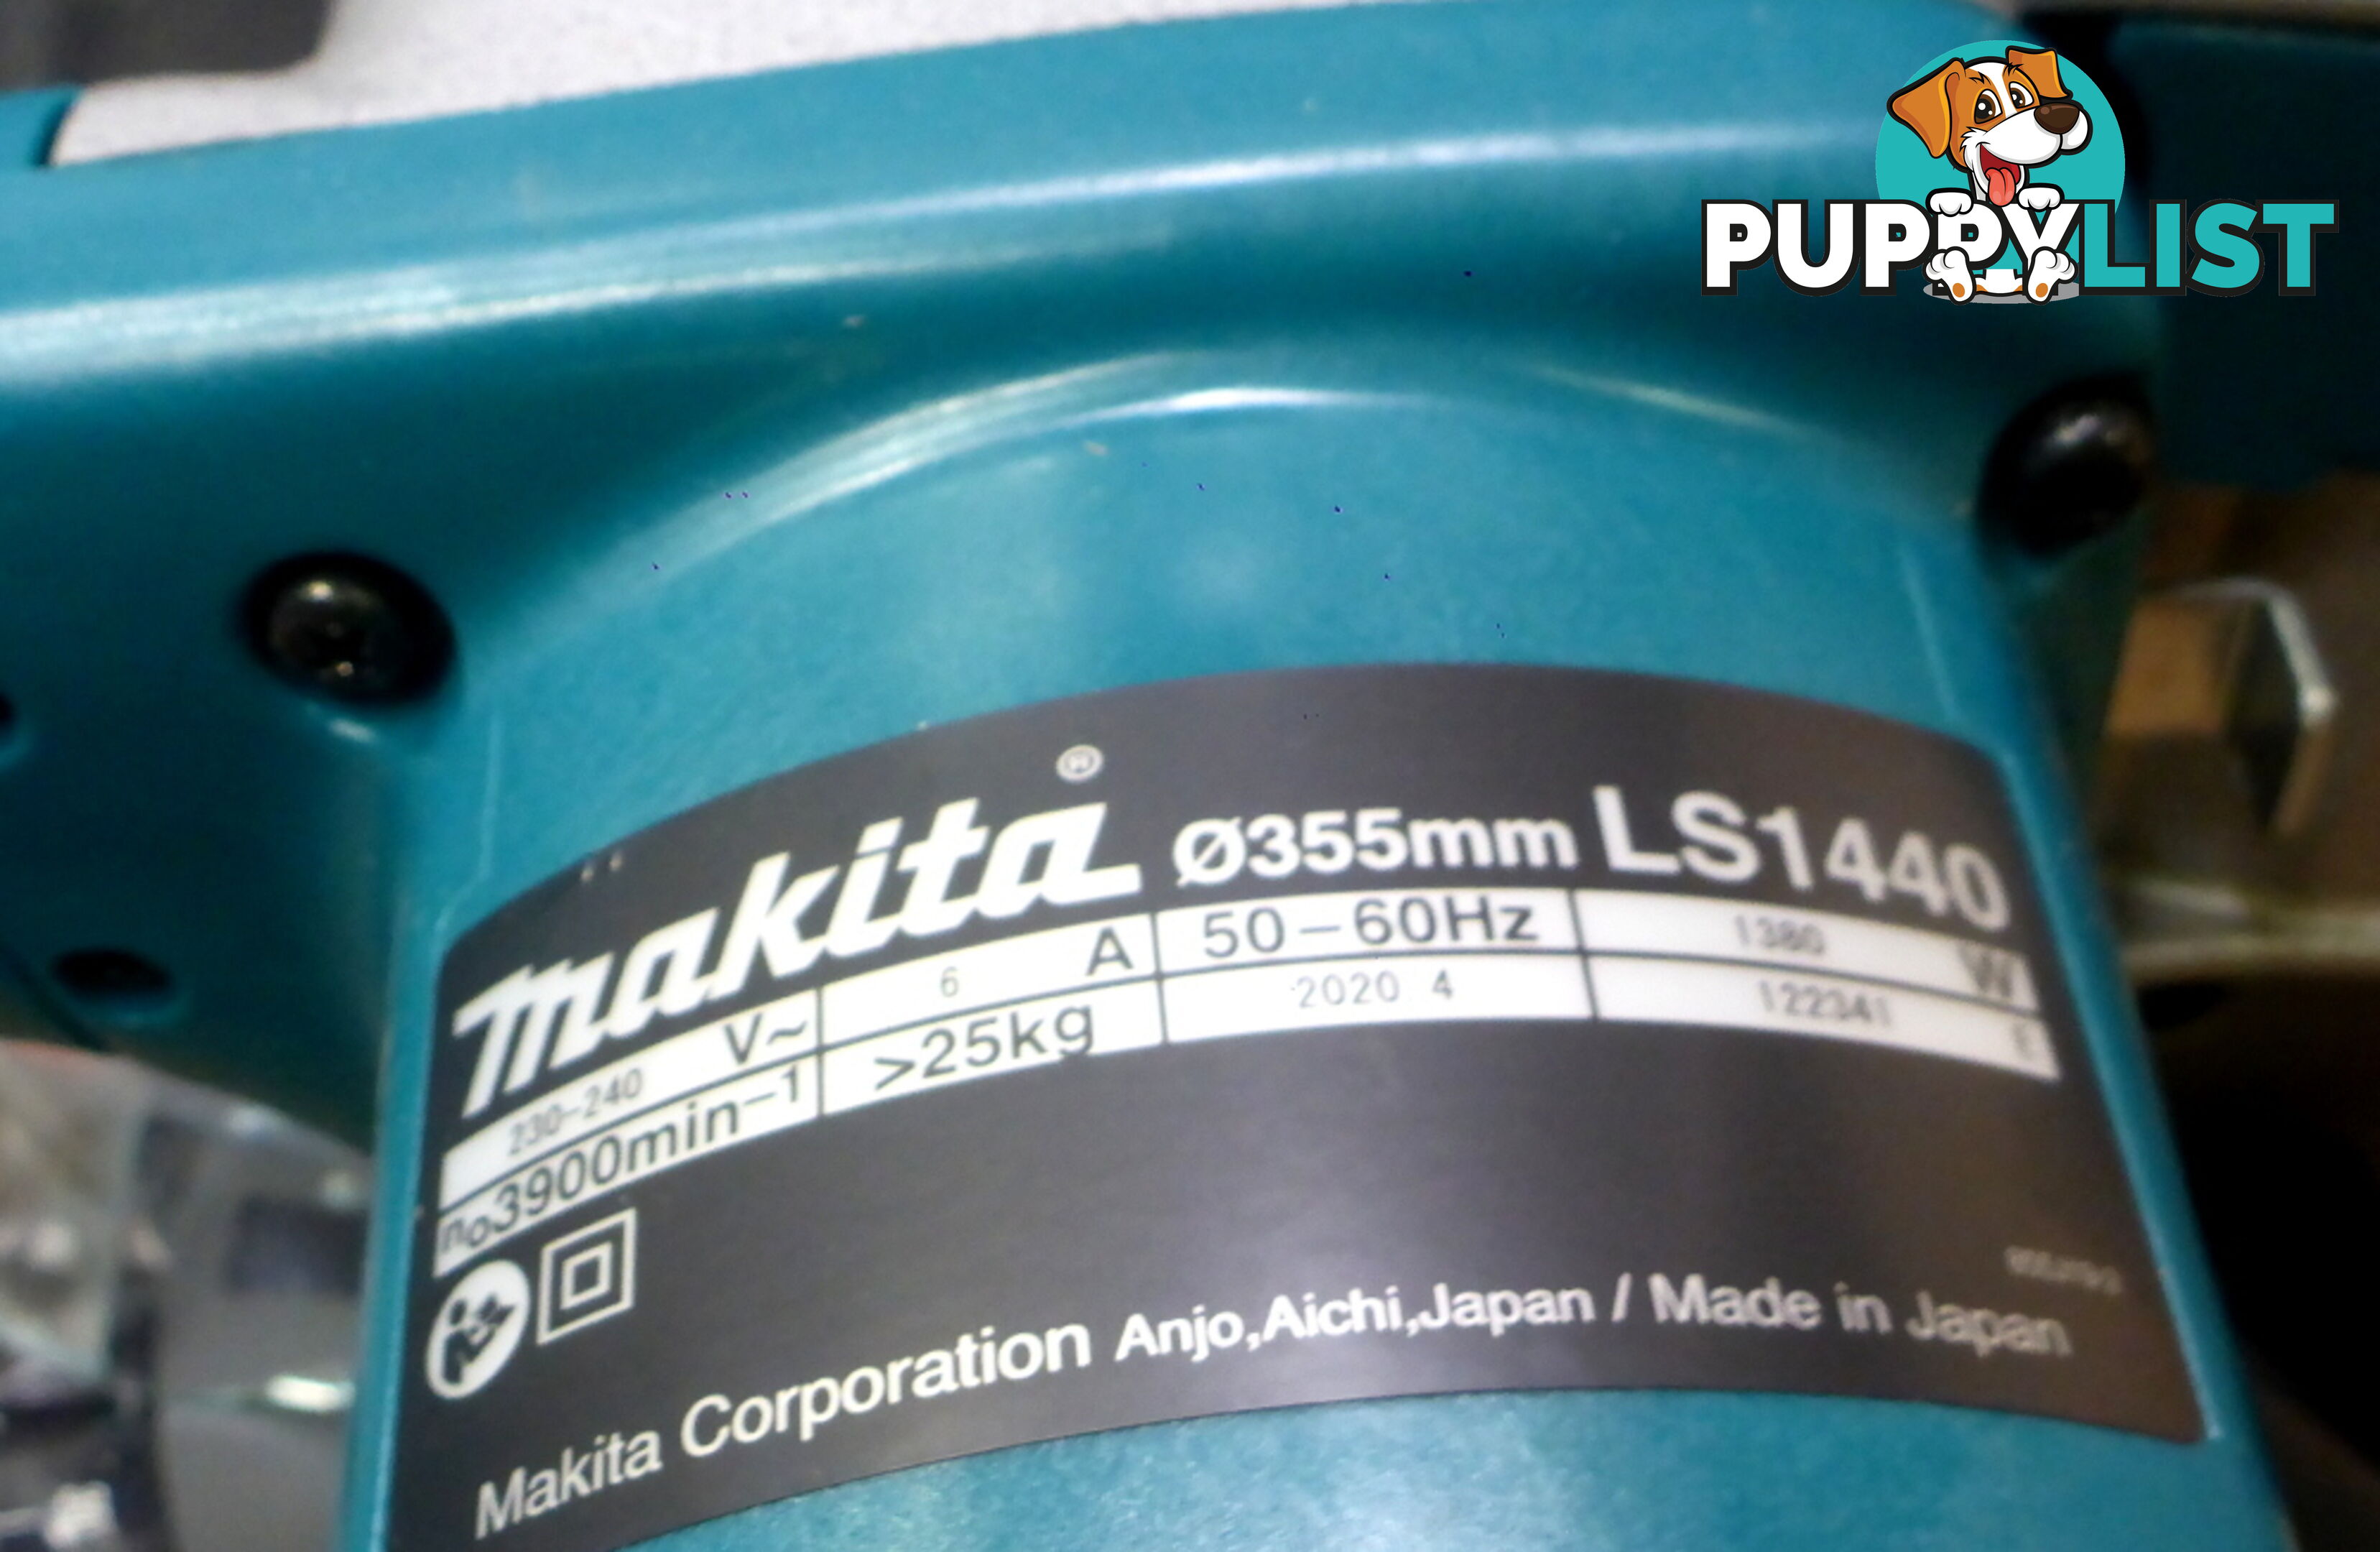 PUPPYLIST
makita® Ø355mm LS1440
230-240 V~ 6 A 50-60Hz 1380 W
no3900min-1 >25kg 2020 4 122341 E
Makita Corporation Anjo,Aichi,Japan / Made in Japan